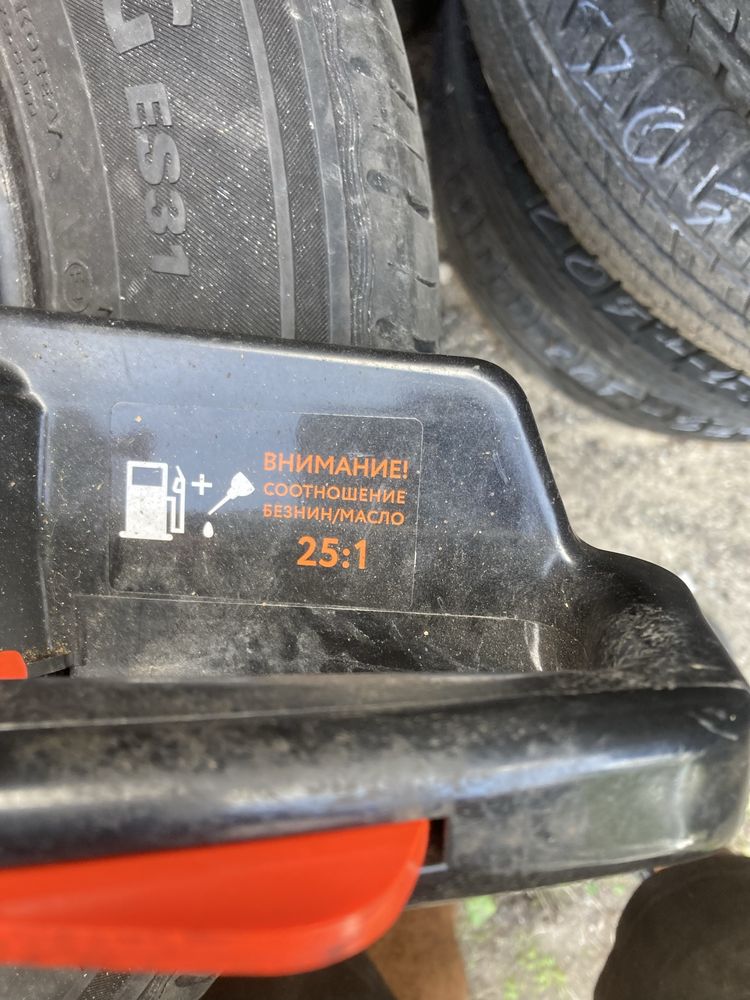 ES31
ВНИМАНИЕ!
СООТНОШЕНИЕ
БЕЗНИН/МАСЛО
25:1